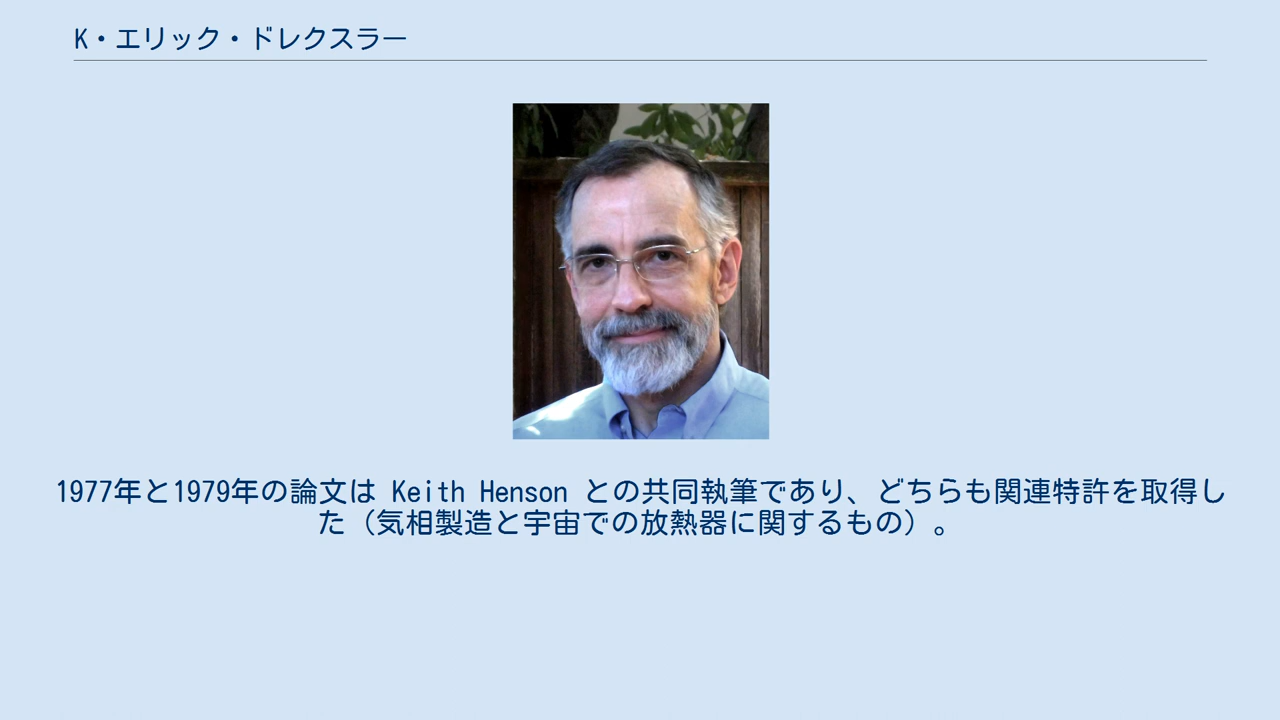 K・エリック・ドレクスラー
1977年と1979年の論文は Keith Henson との共同執筆であり、どちらも関連特許を取得し
た（気相製造と宇宙での放熱器に関するもの）。